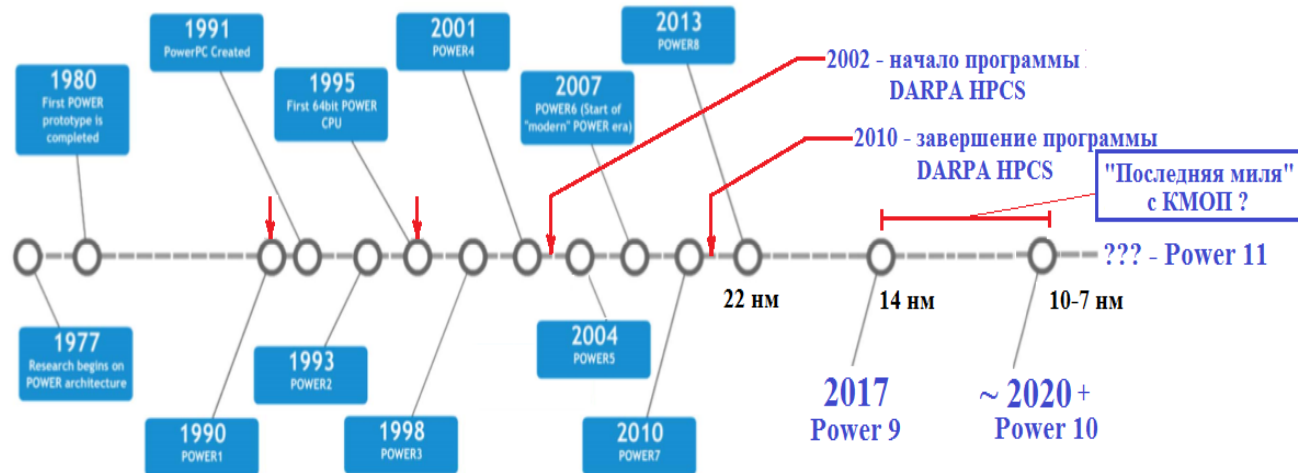 1980
First POWER
prototype is
completed
1991
PowerPC Created
1995
First 64bit POWER
CPU
2001
POWER4
2007
POWER6 (Start of
"modern" POWER era)
2013
POWER8
2002 - начало программы
DARPA HPCS
2010 - завершение программы
DARPA HPCS
"Последняя миля"
с КМОП ?
??? - Power 11
22 нм
14 нм
10-7 нм
1977
Research begins on
POWER architecture
1990
POWER1
1993
POWER2
1998
POWER3
2004
POWER5
2010
POWER7
2017
Power 9
~ 2020 +
Power 10